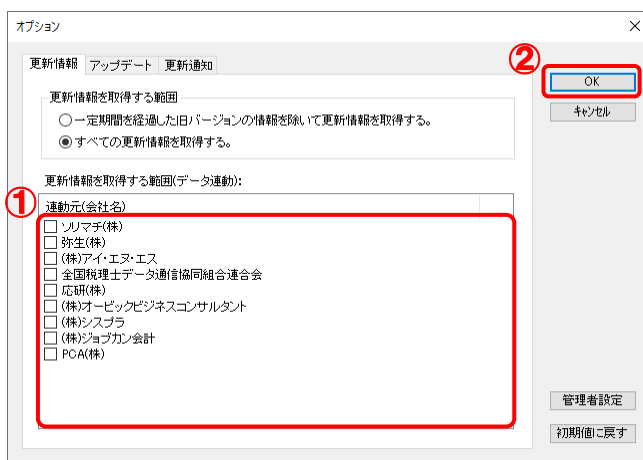 オプション
更新情報 アップデート 更新通知
②
OK
キャンセル
更新情報を取得する範囲
一定期間を経過した旧バージョンの情報を除いて更新情報を取得する。
すべての更新情報を取得する。
更新情報を取得する範囲(データ連動):
①
連動元(会社名)
ソリマチ(株)
弥生(株)
(株)アイ・エヌ・エス
全国税理士データ通信協同組合連合会
応研(株)
(株)オービックビジネスコンサルタント
(株)シスプラ
(株)ジョブカン会計
PCA(株)
管理者設定
初期値に戻す